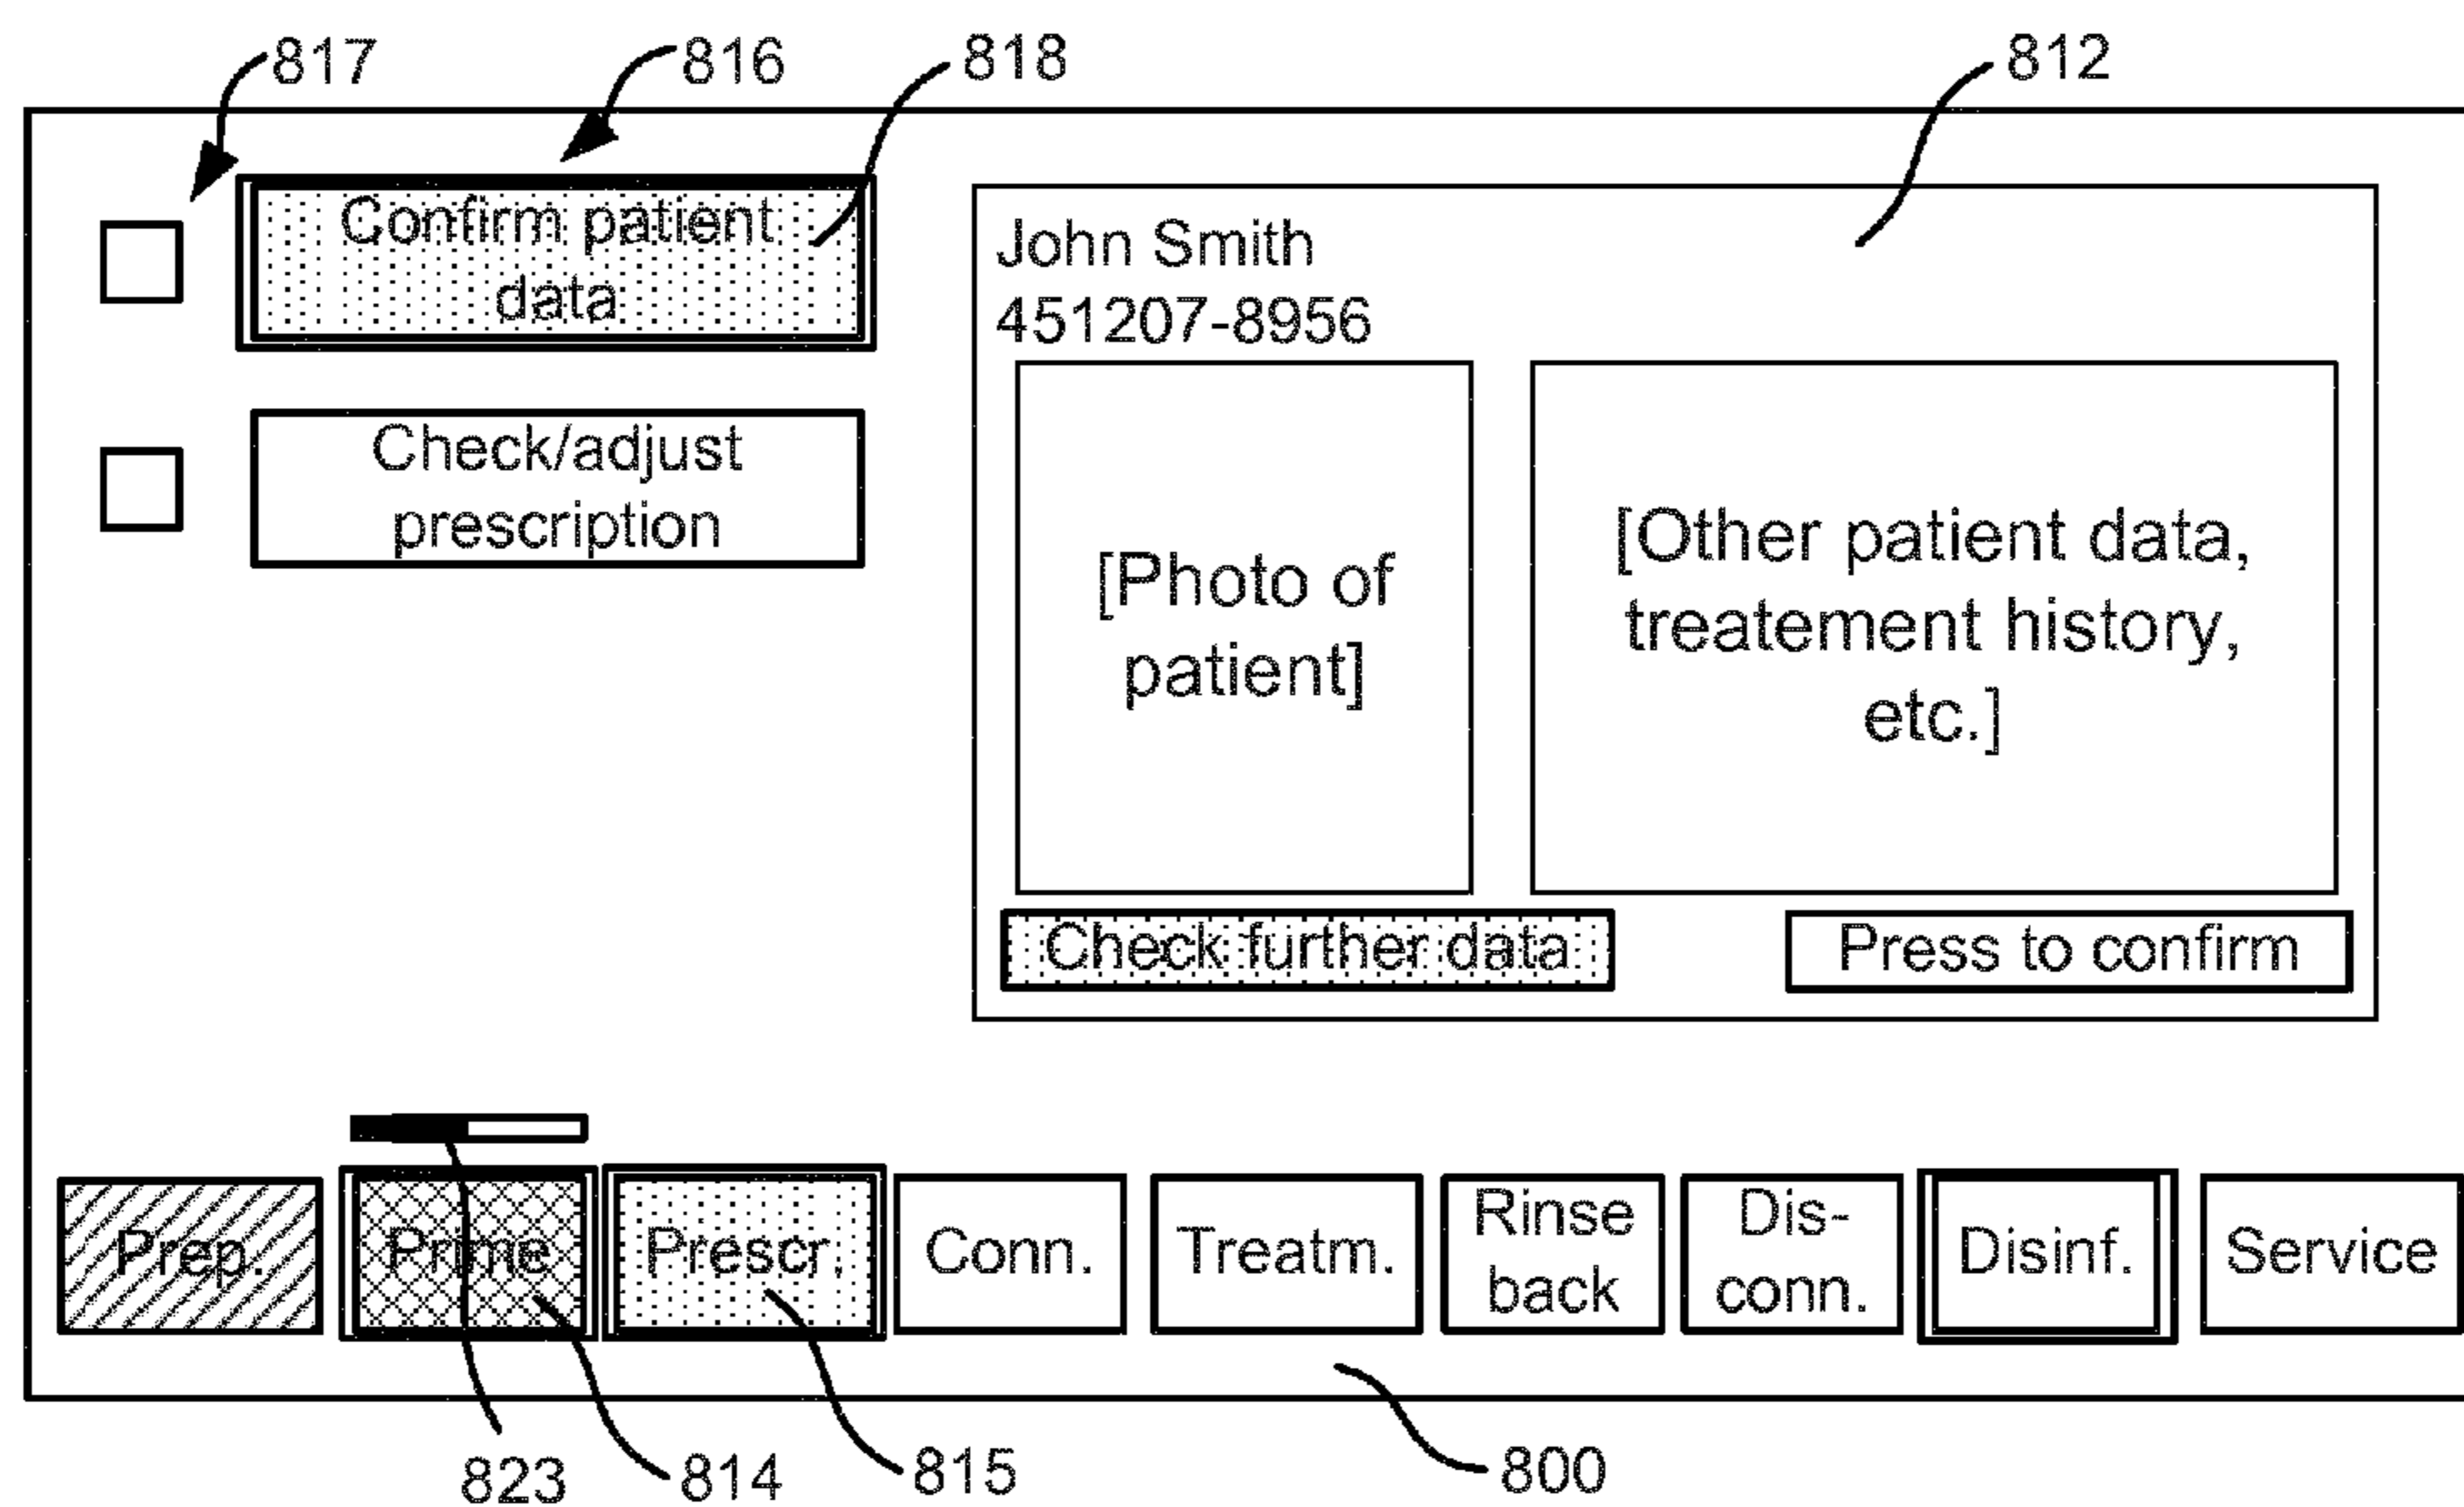 817
816
818
812
Confirm patient
data
John Smith
451207-8956
Check/adjust
prescription
[Photo of
patient]
[Other patient data,
treatement history,
etc.]
Check further data
Press to confirm
Prep.
Prime
Prescr.
Conn.
Treatm.
Rinse
back
Dis-
conn.
Disinf.
Service
823
814
815
800